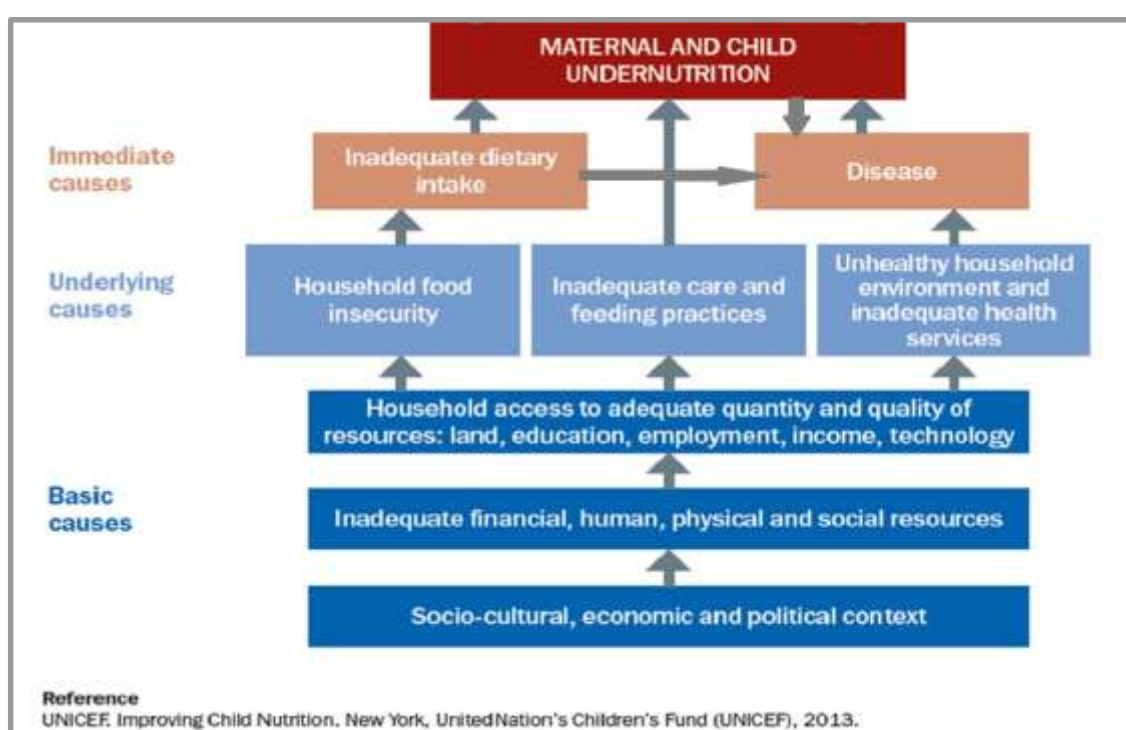 MATERNAL AND CHILD
UNDERNUTRITION
Immediate
causes
Inadequate dietary
intake
Disease
Underlying
causes
Household food
insecurity
Inadequate care and
feeding practices
Unhealthy household
environment and
inadequate health
services
Household access to adequate quantity and quality of
resources: land, education, employment, income, technology
Basic
causes
Inadequate financial, human, physical and social resources
Socio-cultural, economic and political context
Reference
UNICEF. Improving Child Nutrition. New York, UnitedNation's Children's Fund (UNICEF), 2013.